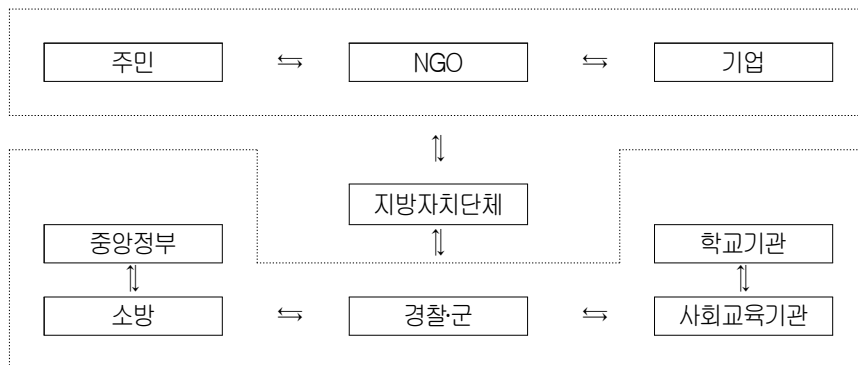 주민 ⇆ NGO ⇆ 기업
⇅
지방자치단체
중앙정부 ⇅ 학교기관
⇅ ⇅
소방 ⇆ 경찰·군 ⇆ 사회교육기관